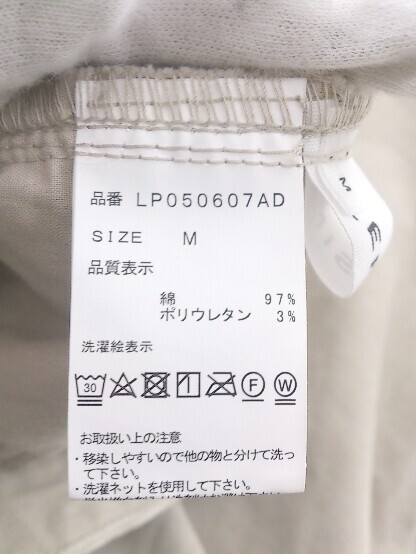 品番 LP050607AD
SIZE M
品質表示
綿 97%
ポリウレタン 3%
洗濯絵表示
30 F W
お取扱い上の注意
・移染しやすいので他の物と分けて洗っ
て下さい。
・洗濯ネットを使用して下さい。